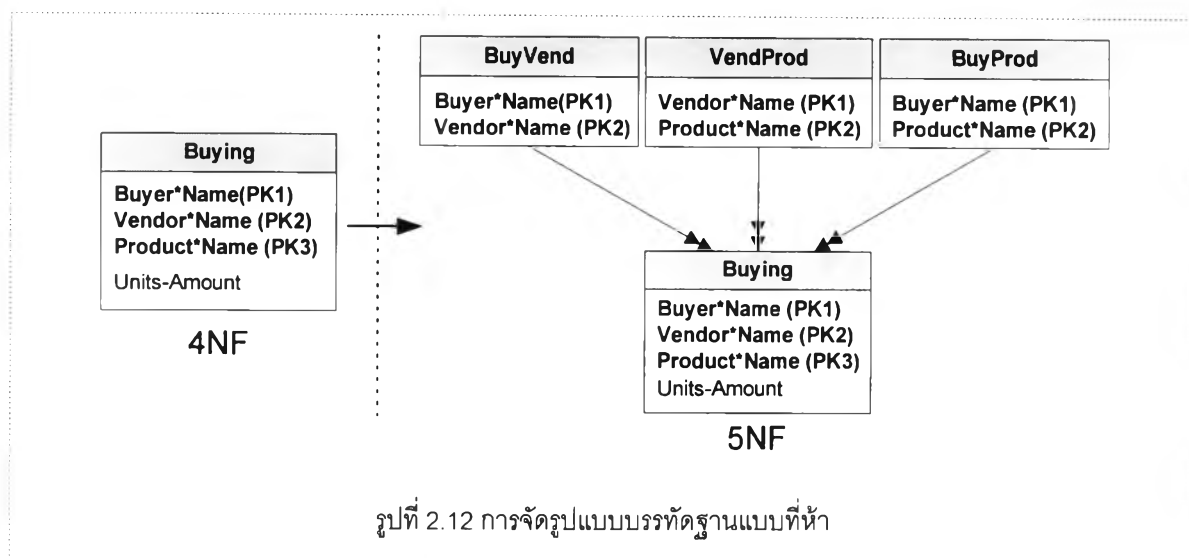 Buying
Buyer*Name(PK1)
Vendor*Name (PK2)
Product*Name (PK3)
Units-Amount
4NF
BuyVend
Buyer*Name(PK1)
Vendor*Name (PK2)
VendProd
Vendor*Name (PK1)
Product*Name (PK2)
BuyProd
Buyer*Name (PK1)
Product*Name (PK2)
Buying
Buyer*Name (PK1)
Vendor*Name (PK2)
Product*Name (PK3)
Units-Amount
5NF
รูปที่ 2.12 การจัดรูปแบบบรรทัดฐานแบบที่ห้า